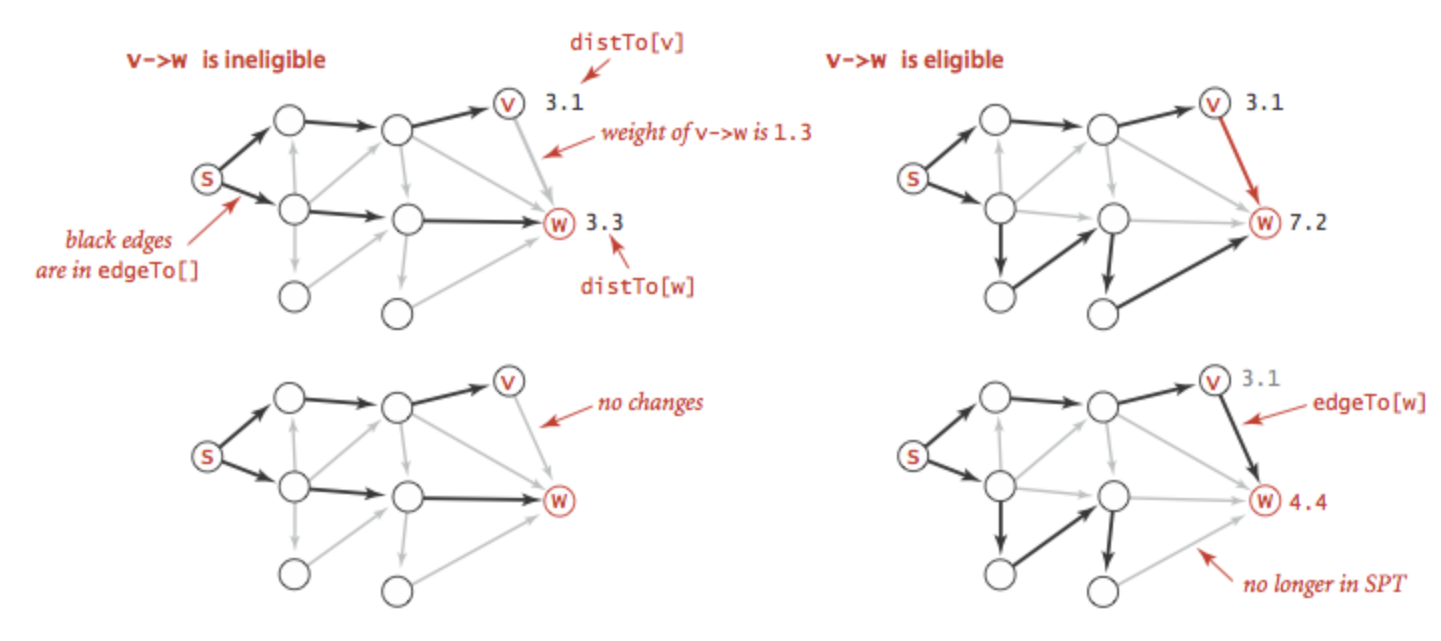 v->w is ineligible
distTo[v]
v 3.1
weight of v->w is 1.3
s
black edges
are in edgeTo[]
w 3.3
distTo[w]
v
no changes
s
w
v->w is eligible
v 3.1
s
w 7.2
v 3.1
edgeTo[w]
s
w 4.4
no longer in SPT